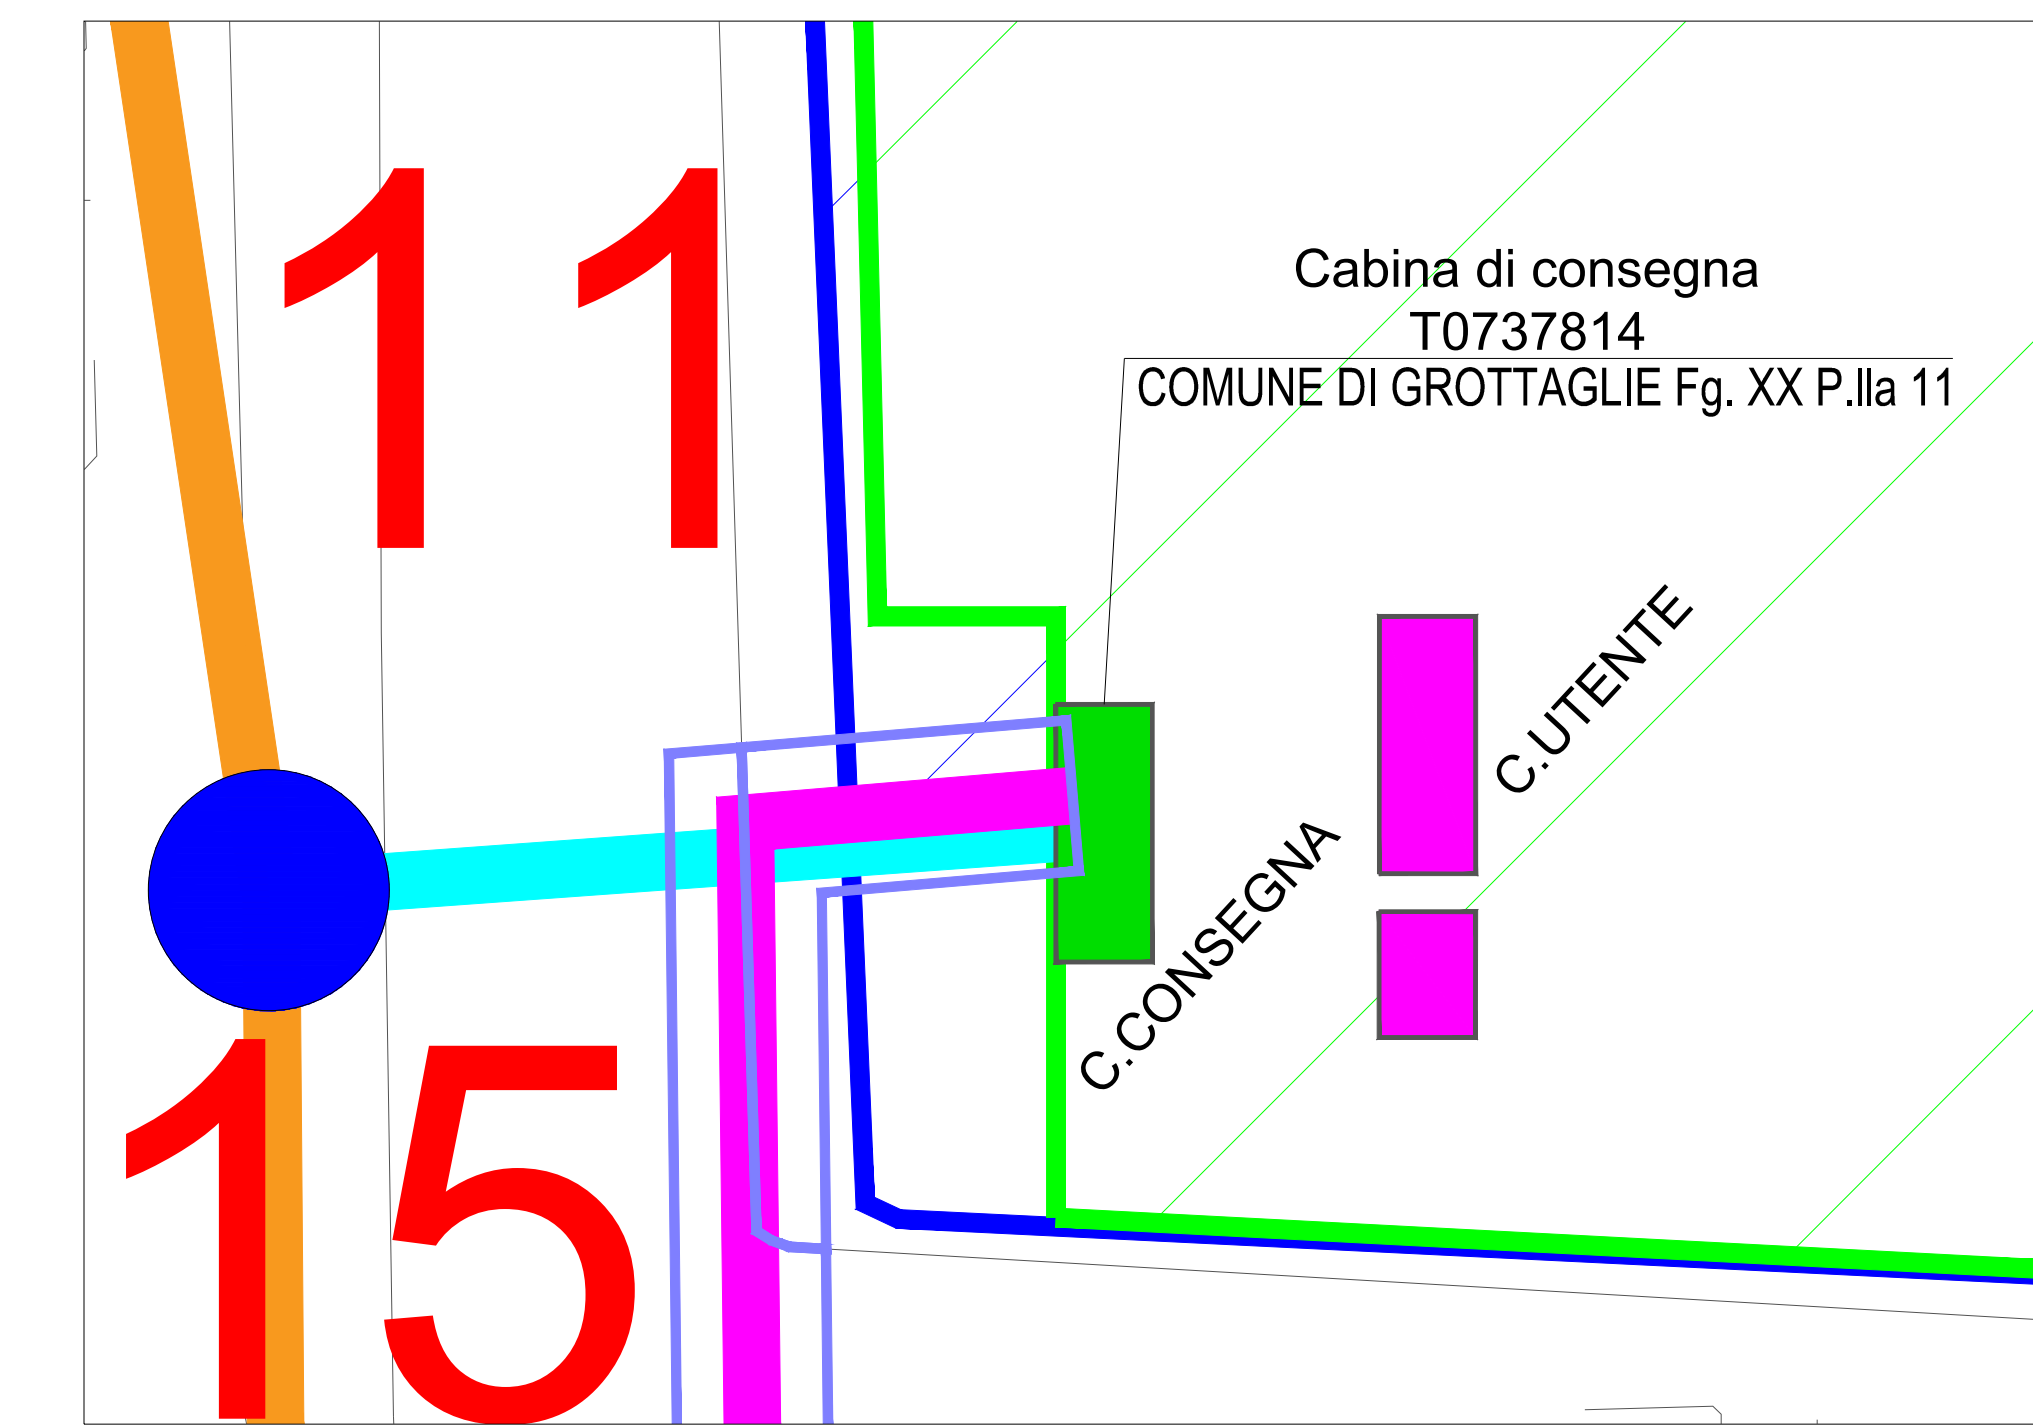 11
Cabina di consegna
T0737814
COMUNE DI GROTTAGLIE Fg. XX P.lla 11
C.UTENTE
C.CONSEGNA
15